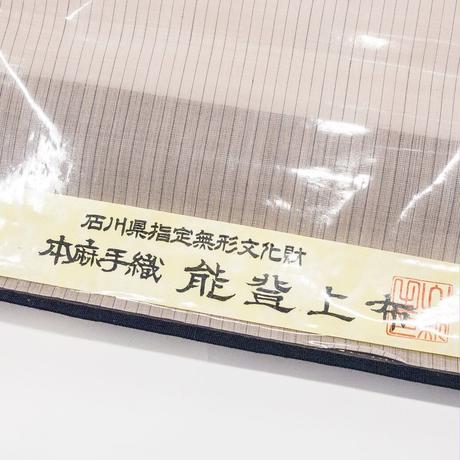 石川県指定無形文化財
本麻手織 能登上布